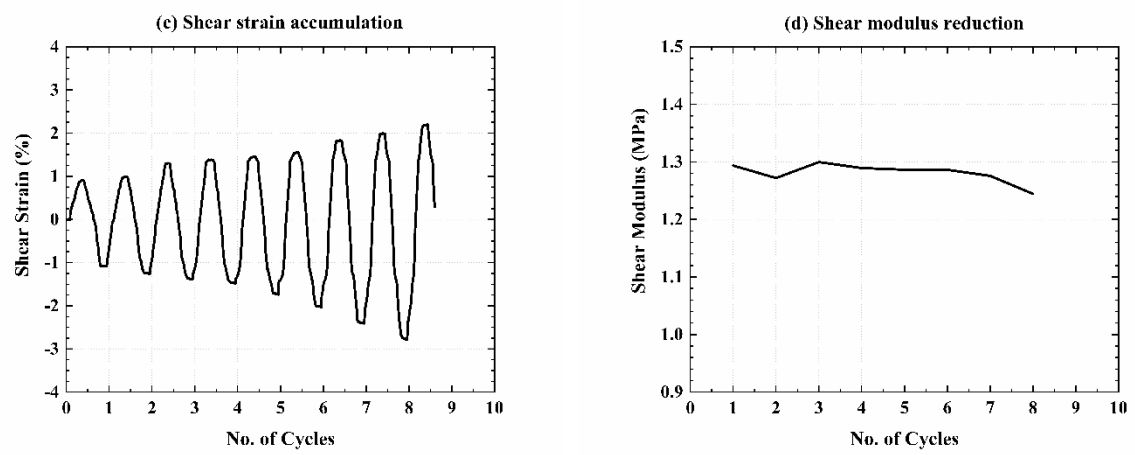 (c) Shear strain accumulation
4
3
2
1
0
-1
-2
-3
-4
Shear Strain (%)
0 1 2 3 4 5 6 7 8 9 10
No. of Cycles
(d) Shear modulus reduction
1.5
1.4
1.3
1.2
1.1
1.0
0.9
Shear Modulus (MPa)
0 1 2 3 4 5 6 7 8 9 10
No. of Cycles